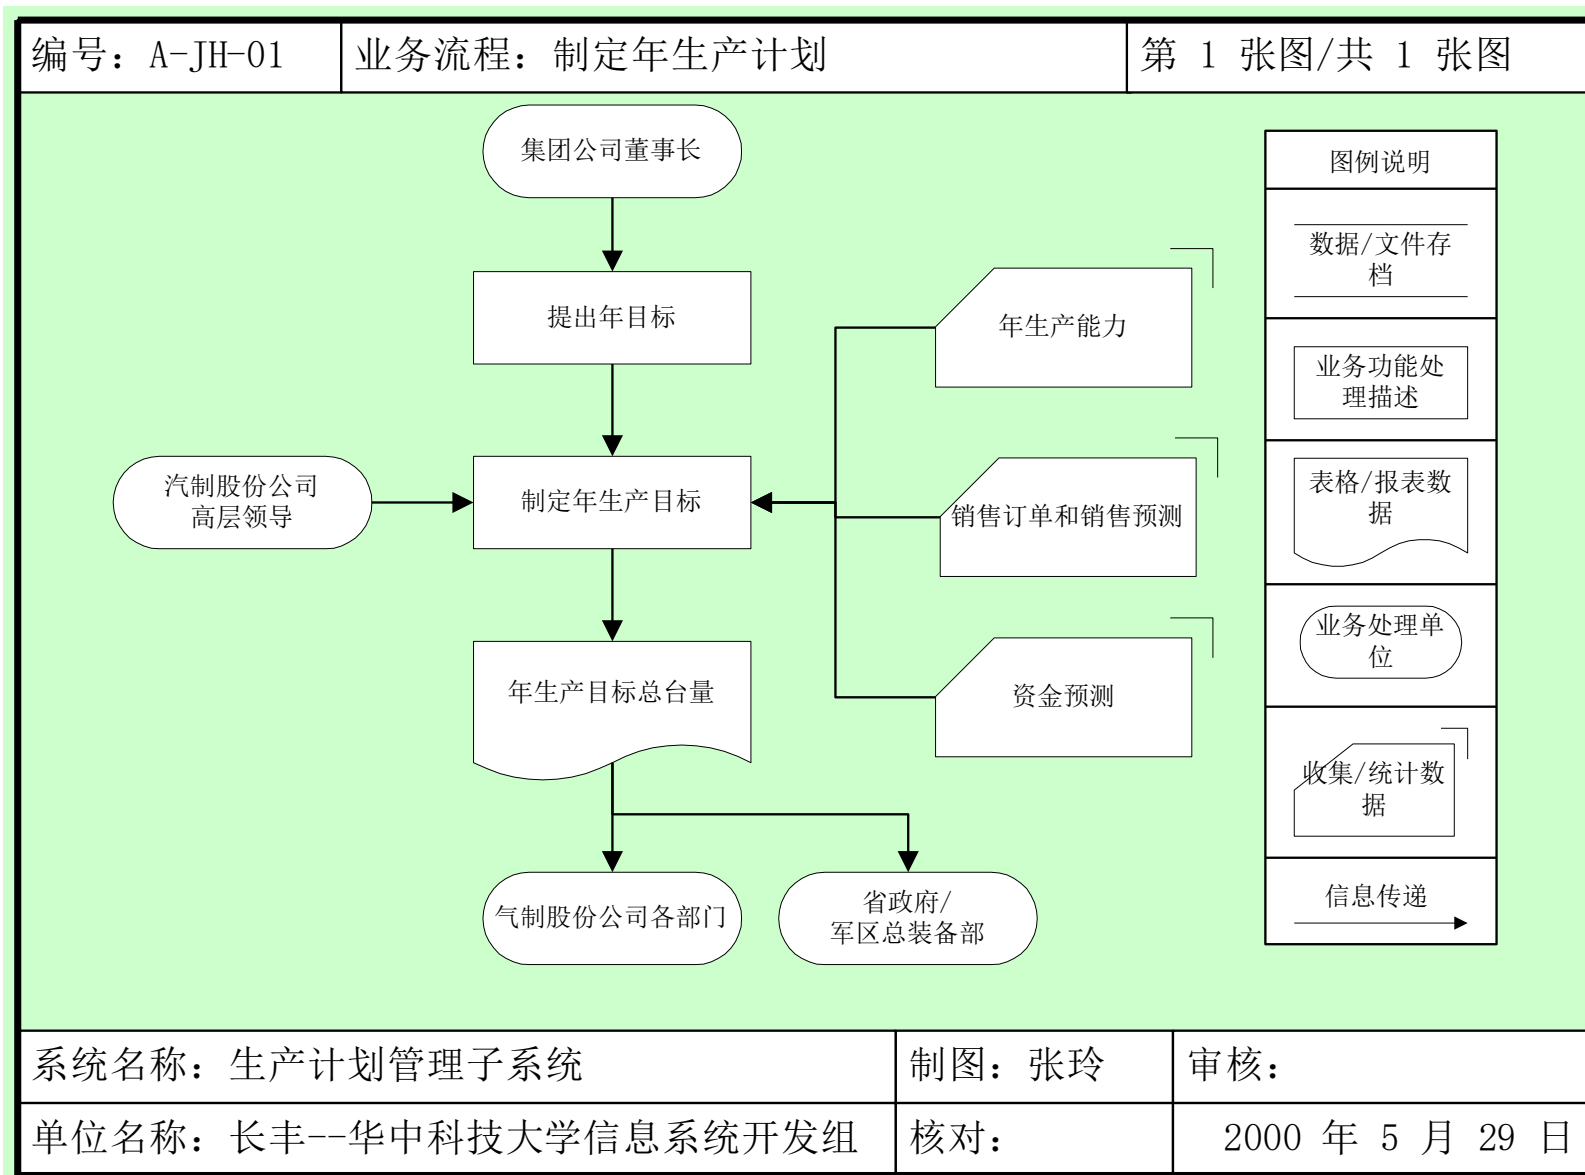 编号：A-JH-01
业务流程：制定年生产计划
第 1 张图/共 1 张图
集团公司董事长
提出年目标
年生产能力
汽制股份公司
高层领导
制定年生产目标
销售订单和销售预测
年生产目标总台量
资金预测
气制股份公司各部门
省政府/
军区总装备部
图例说明
数据/文件存
档
业务功能处
理描述
表格/报表数
据
业务处理单
位
收集/统计数
据
信息传递
系统名称：生产计划管理子系统
制图：张玲
审核：
单位名称：长丰--华中科技大学信息系统开发组
核对：
2000 年 5 月 29 日